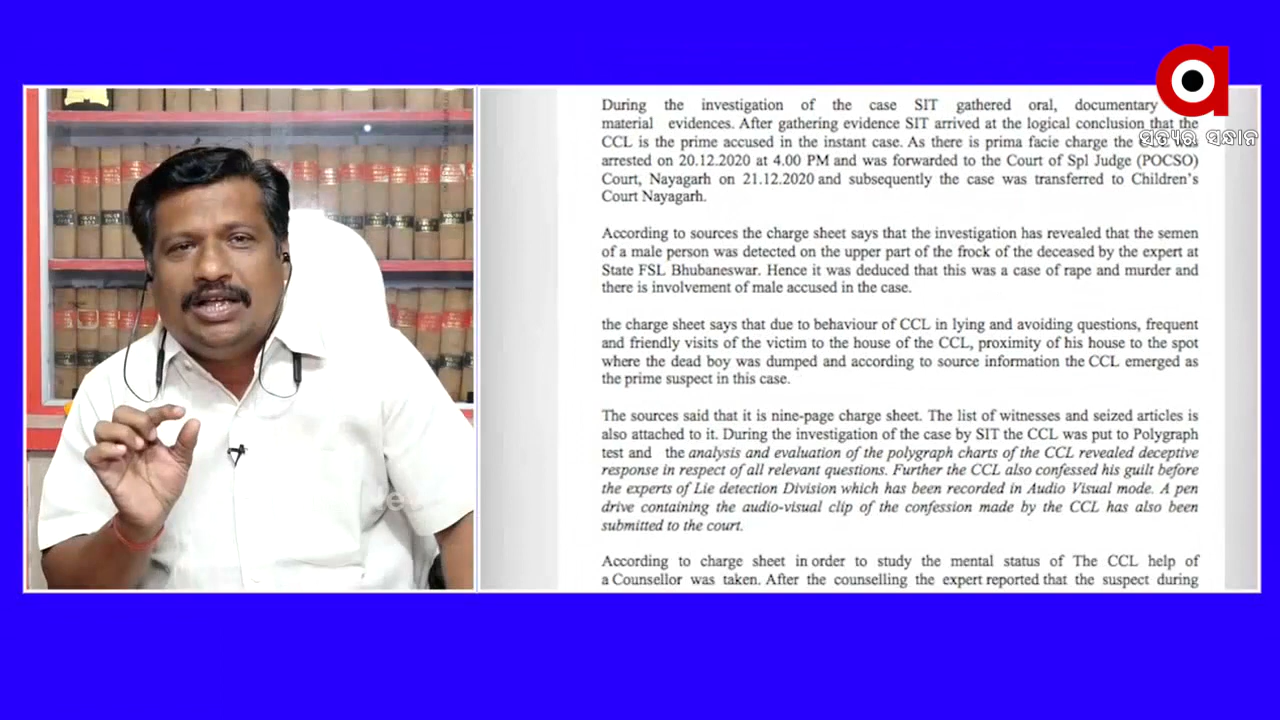 ସତ୍ୟର ସନ୍ଧାନ
During the investigation of the case SIT gathered oral, documentary
material evidences. After gathering evidence SIT arrived at the logical conclusion that the
CCL is the prime accused in the instant case. As there is prima facie charge the
arrested on 20.12.2020 at 4.00 PM and was forwarded to the Court of Spl Judge (POCSO)
Court, Nayagarh on 21.12.2020 and subsequently the case was transferred to Children's
Court Nayagarh.
According to sources the charge sheet says that the investigation has revealed that the semen
of a male person was detected on the upper part of the frock of the deceased by the expert at
State FSL Bhubaneswar. Hence it was deduced that this was a case of rape and murder and
there is involvement of male accused in the case.
the charge sheet says that due to behaviour of CCL in lying and avoiding questions, frequent
and friendly visits of the victim to the house of the CCL, proximity of his house to the spot
where the dead boy was dumped and according to source information the CCL emerged as
the prime suspect in this case.
The sources said that it is nine-page charge sheet. The list of witnesses and seized articles is
also attached to it. During the investigation of the case by SIT the CCL was put to Polygraph
test and the analysis and evaluation of the polygraph charts of the CCL revealed deceptive
response in respect of all relevant questions. Further the CCL also confessed his guilt before
the experts of Lie detection Division which has been recorded in Audio Visual mode. A pen
drive containing the audio-visual clip of the confession made by the CCL has also been
submitted to the court.
According to charge sheet in order to study the mental status of The CCL help of
a Counsellor was taken. After the counselling the expert reported that the suspect during